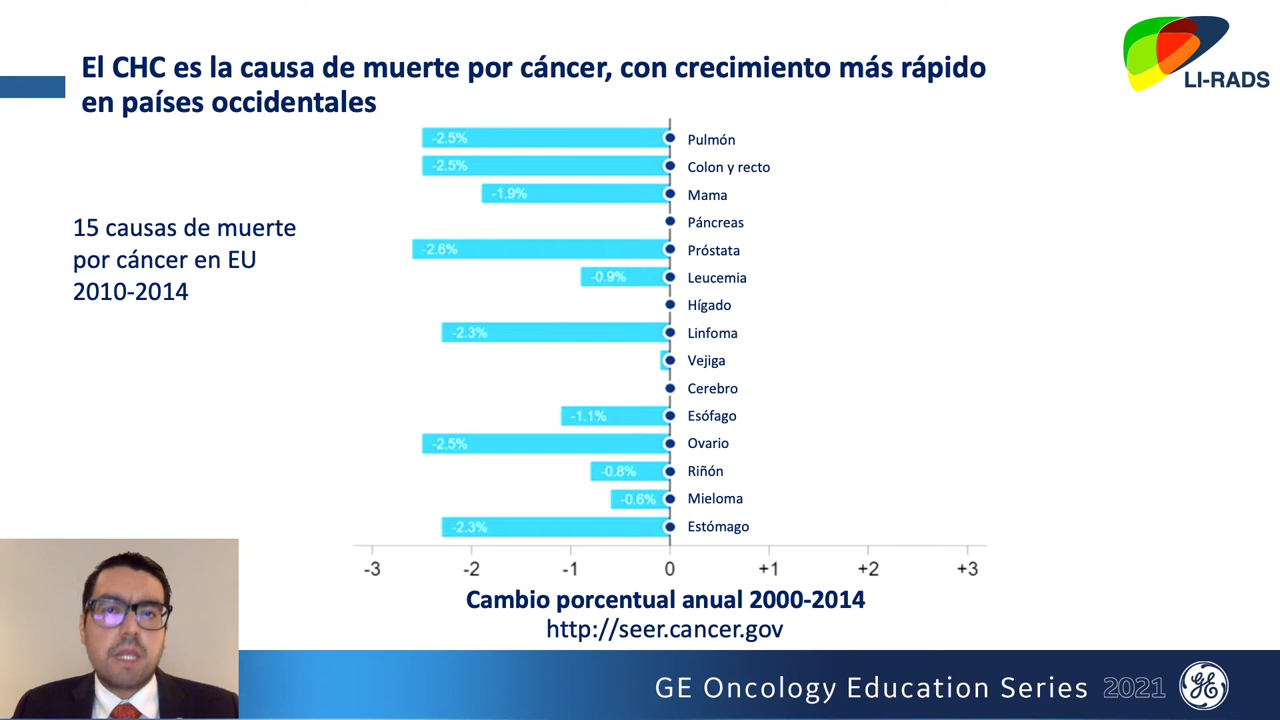 El CHC es la causa de muerte por cáncer, con crecimiento más rápido
en países occidentales
LI-RADS
15 causas de muerte
por cáncer en EU
2010-2014
-2.5% Pulmón
-2.5% Colon y recto
-1.9% Mama
Páncreas
-2.6% Próstata
-0.9% Leucemia
Hígado
-2.3% Linfoma
Vejiga
Cerebro
-1.1% Esófago
-2.5% Ovario
-0.8% Riñón
-0.6% Mieloma
-2.3% Estómago
-3 -2 -1 0 +1 +2 +3
Cambio porcentual anual 2000-2014
http://seer.cancer.gov
GE Oncology Education Series 2021